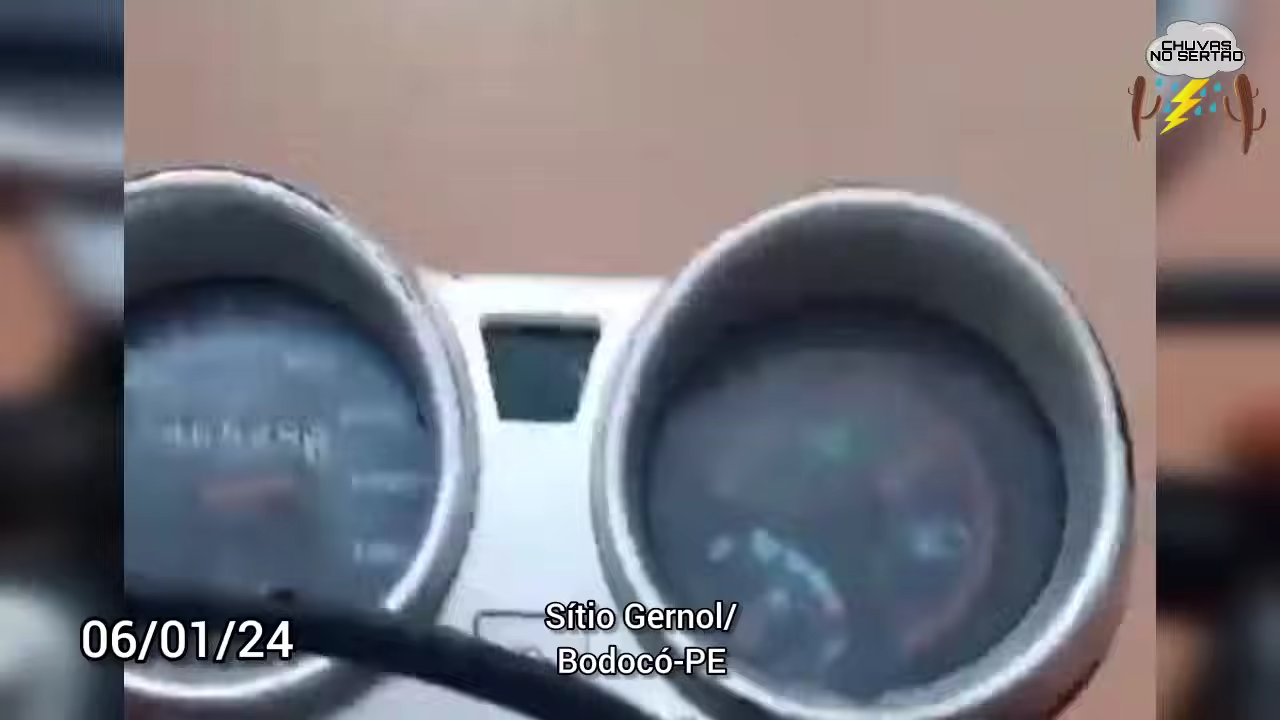 CHUVAS
NO SERTÃO
06/01/24
Sítio Gernol/
Bodocó-PE